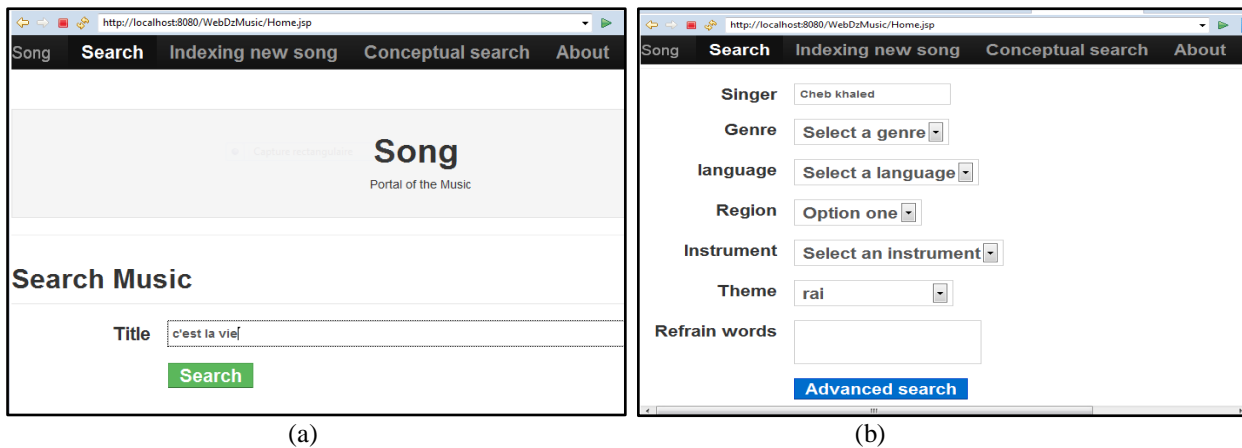 http://localhost:8080/WebDzMusic/Home.jsp
Song Search Indexing new song Conceptual search About
Song
Portal of the Music
Search Music
Title c'est la vie
Search
(a)
http://localhost:8080/WebDzMusic/Home.jsp
Song Search Indexing new song Conceptual search About
Singer Cheb khaled
Genre Select a genre
language Select a language
Region Option one
Instrument Select an instrument
Theme rai
Refrain words
Advanced search
(b)